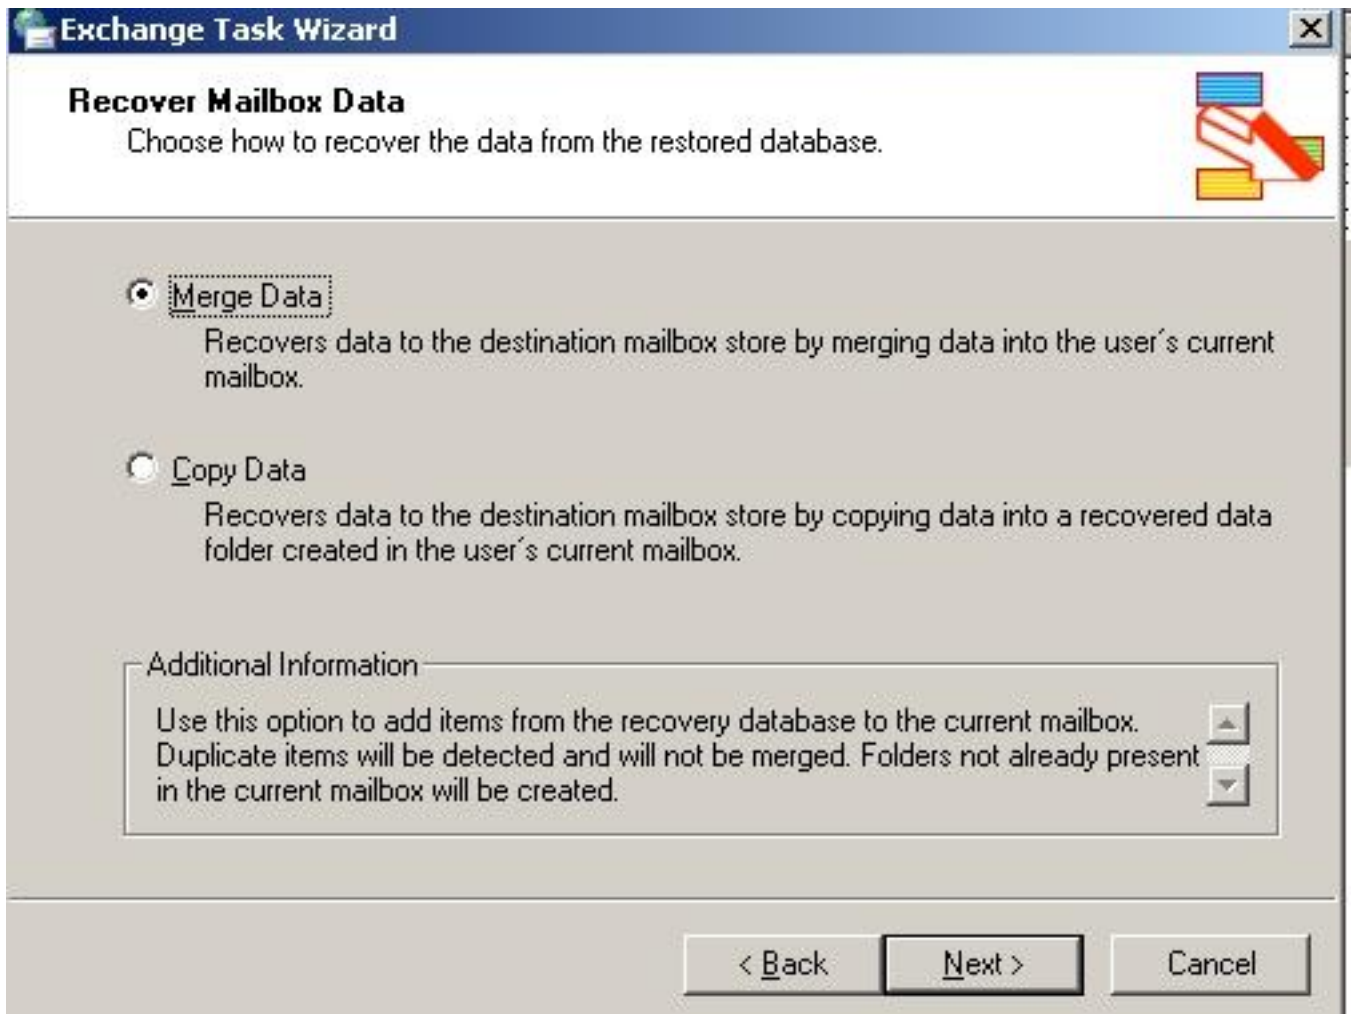 Exchange Task Wizard
Recover Mailbox Data
Choose how to recover the data from the restored database.
Merge Data
Recovers data to the destination mailbox store by merging data into the user´s current
mailbox.
Copy Data
Recovers data to the destination mailbox store by copying data into a recovered data
folder created in the user´s current mailbox.
Additional Information
Use this option to add items from the recovery database to the current mailbox.
Duplicate items will be detected and will not be merged. Folders not already present
in the current mailbox will be created.
< Back Next > Cancel